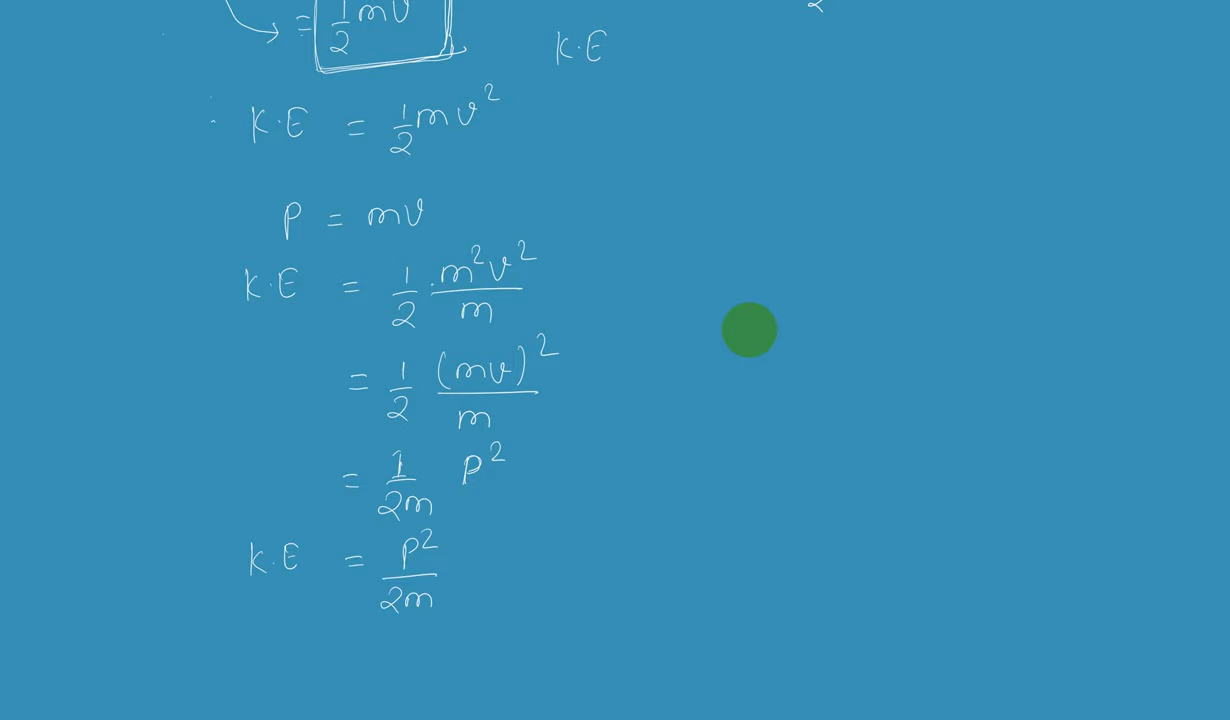 = 1/2 mv
K.E
K.E = 1/2 mv²
P = mv
K.E = 1/2 . m²v²/m
= 1/2 (mv)²/m
= 1/2m P²
K.E = P²/2m